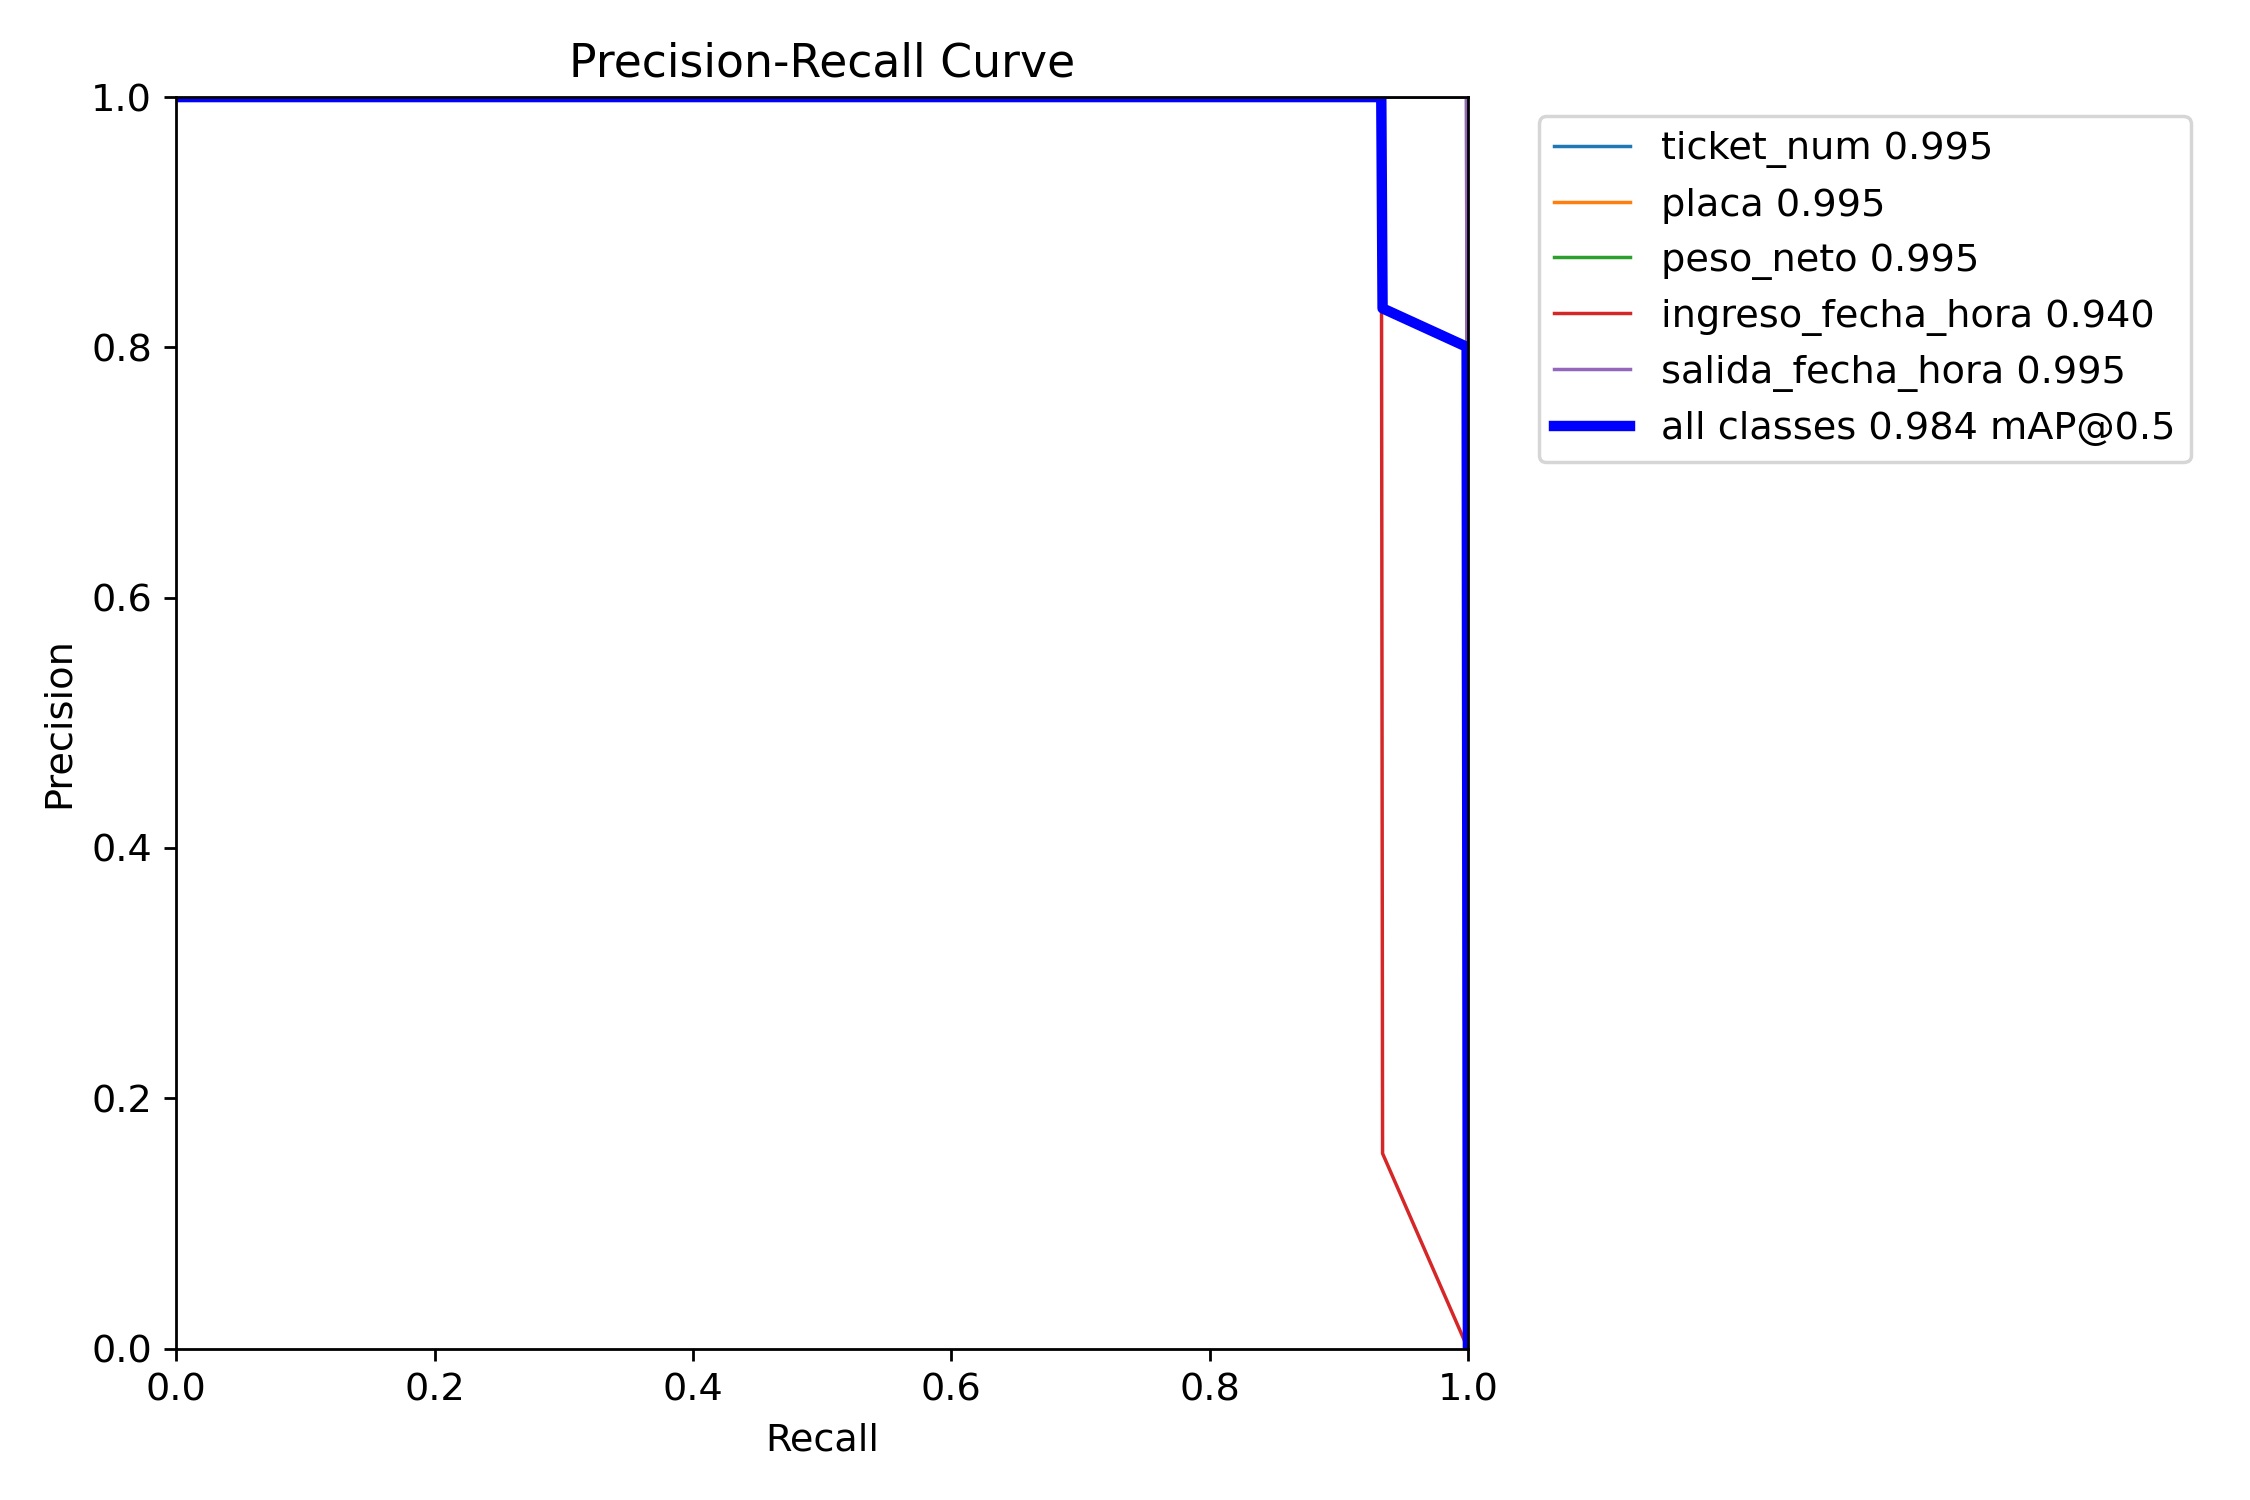 Precision-Recall Curve
1.0
0.8
0.6
0.4
0.2
0.0
Precision
0.0 0.2 0.4 0.6 0.8 1.0
Recall
ticket_num 0.995
placa 0.995
peso_neto 0.995
ingreso_fecha_hora 0.940
salida_fecha_hora 0.995
all classes 0.984 mAP@0.5